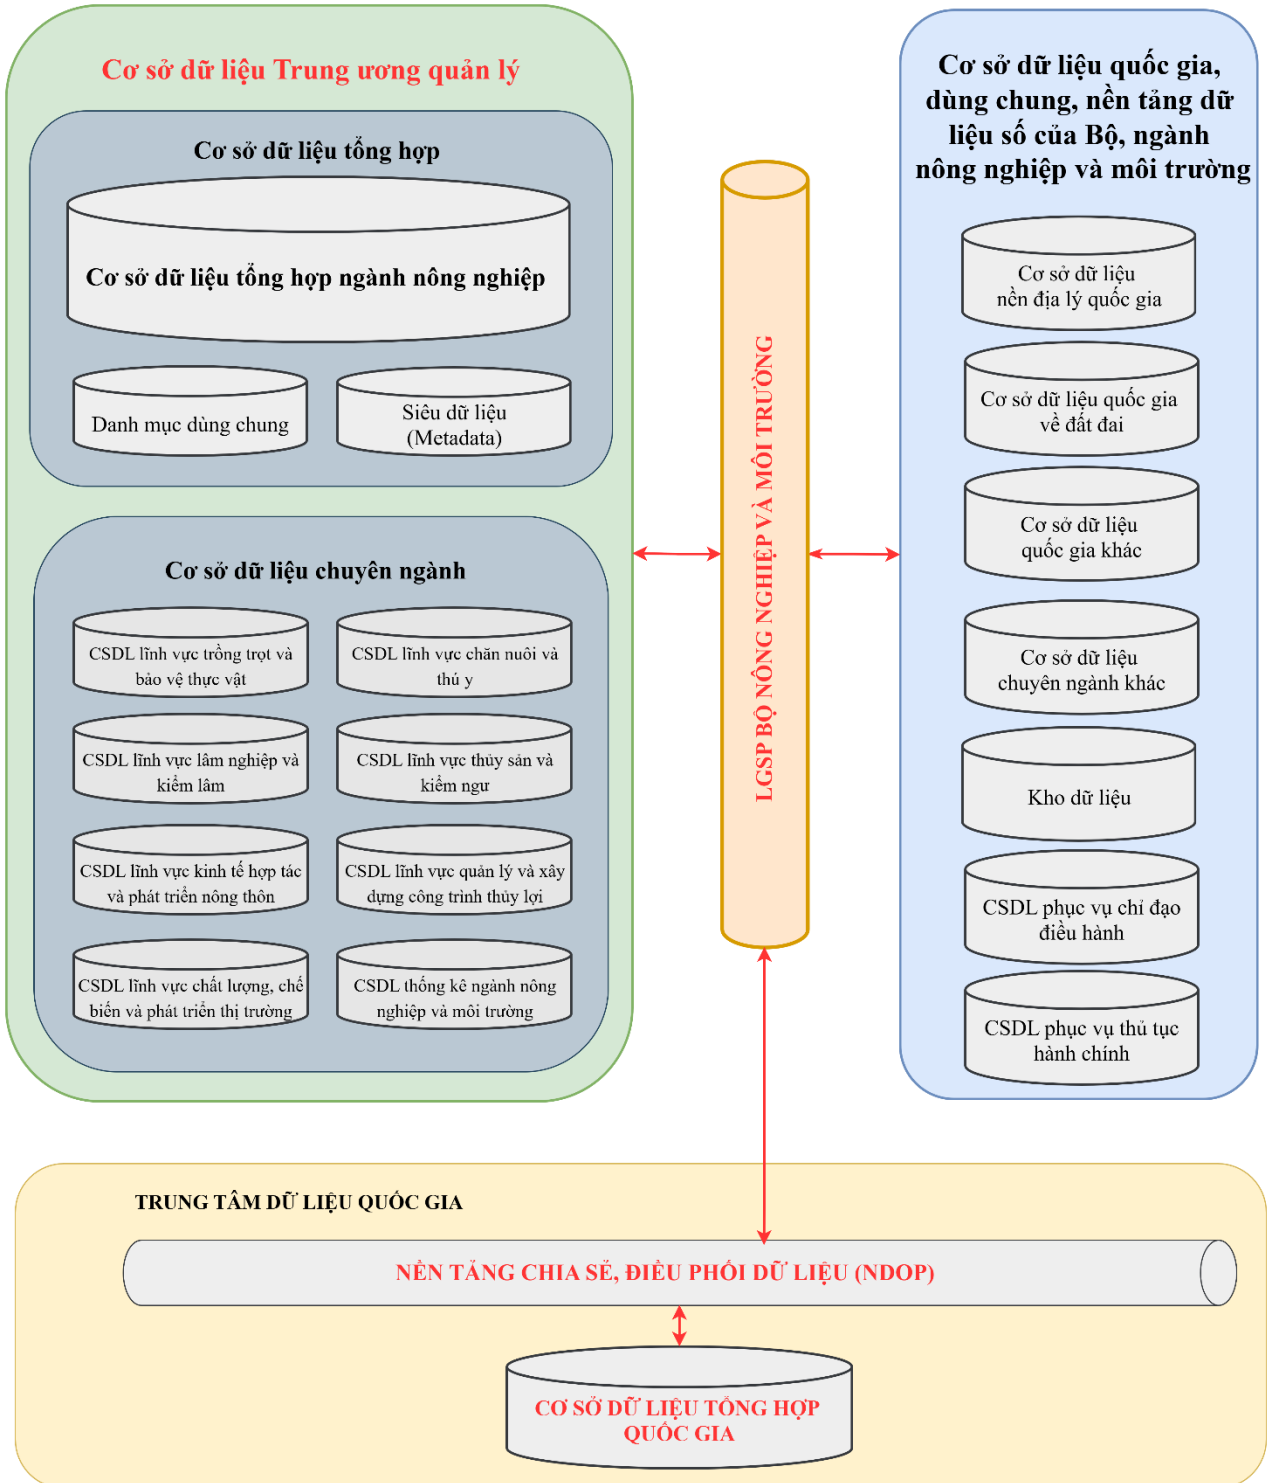 Cơ sở dữ liệu Trung ương quản lý
Cơ sở dữ liệu tổng hợp
Cơ sở dữ liệu tổng hợp ngành nông nghiệp
Danh mục dùng chung
Siêu dữ liệu
(Metadata)
Cơ sở dữ liệu chuyên ngành
CSDL lĩnh vực trồng trọt và
bảo vệ thực vật
CSDL lĩnh vực chăn nuôi và
thú y
CSDL lĩnh vực lâm nghiệp và
kiểm lâm
CSDL lĩnh vực thủy sản và
kiểm ngư
CSDL lĩnh vực kinh tế hợp tác
và phát triển nông thôn
CSDL lĩnh vực quản lý và xây
dựng công trình thủy lợi
CSDL lĩnh vực chất lượng, chế
biến và phát triển thị trường
CSDL thống kê ngành nông
nghiệp và môi trường
LGSP BỘ NÔNG NGHIỆP VÀ MÔI TRƯỜNG
Cơ sở dữ liệu quốc gia,
dùng chung, nền tảng dữ
liệu số của Bộ, ngành
nông nghiệp và môi trường
Cơ sở dữ liệu
nền địa lý quốc gia
Cơ sở dữ liệu quốc gia
về đất đai
Cơ sở dữ liệu
quốc gia khác
Cơ sở dữ liệu
chuyên ngành khác
Kho dữ liệu
CSDL phục vụ chỉ đạo
điều hành
CSDL phục vụ thủ tục
hành chính
TRUNG TÂM DỮ LIỆU QUỐC GIA
NỀN TẢNG CHIA SẺ, ĐIỀU PHỐI DỮ LIỆU (NDOP)
CƠ SỞ DỮ LIỆU TỔNG HỢP
QUỐC GIA